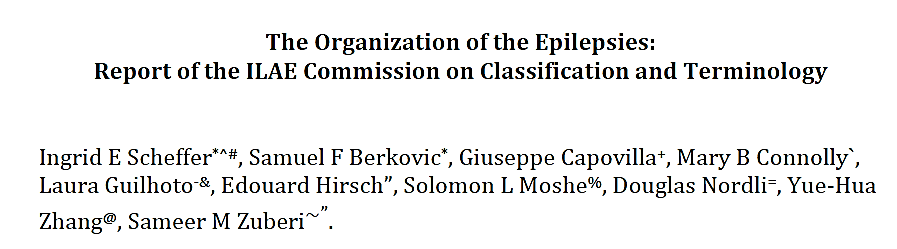 The Organization of the Epilepsies:
Report of the ILAE Commission on Classification and Terminology
Ingrid E Scheffer*^#, Samuel F Berkovic*, Giuseppe Capovilla+, Mary B Connolly`,
Laura Guilhoto-&, Edouard Hirsch”, Solomon L Moshe%, Douglas Nordli=, Yue-Hua
Zhang@, Sameer M Zuberi~”.